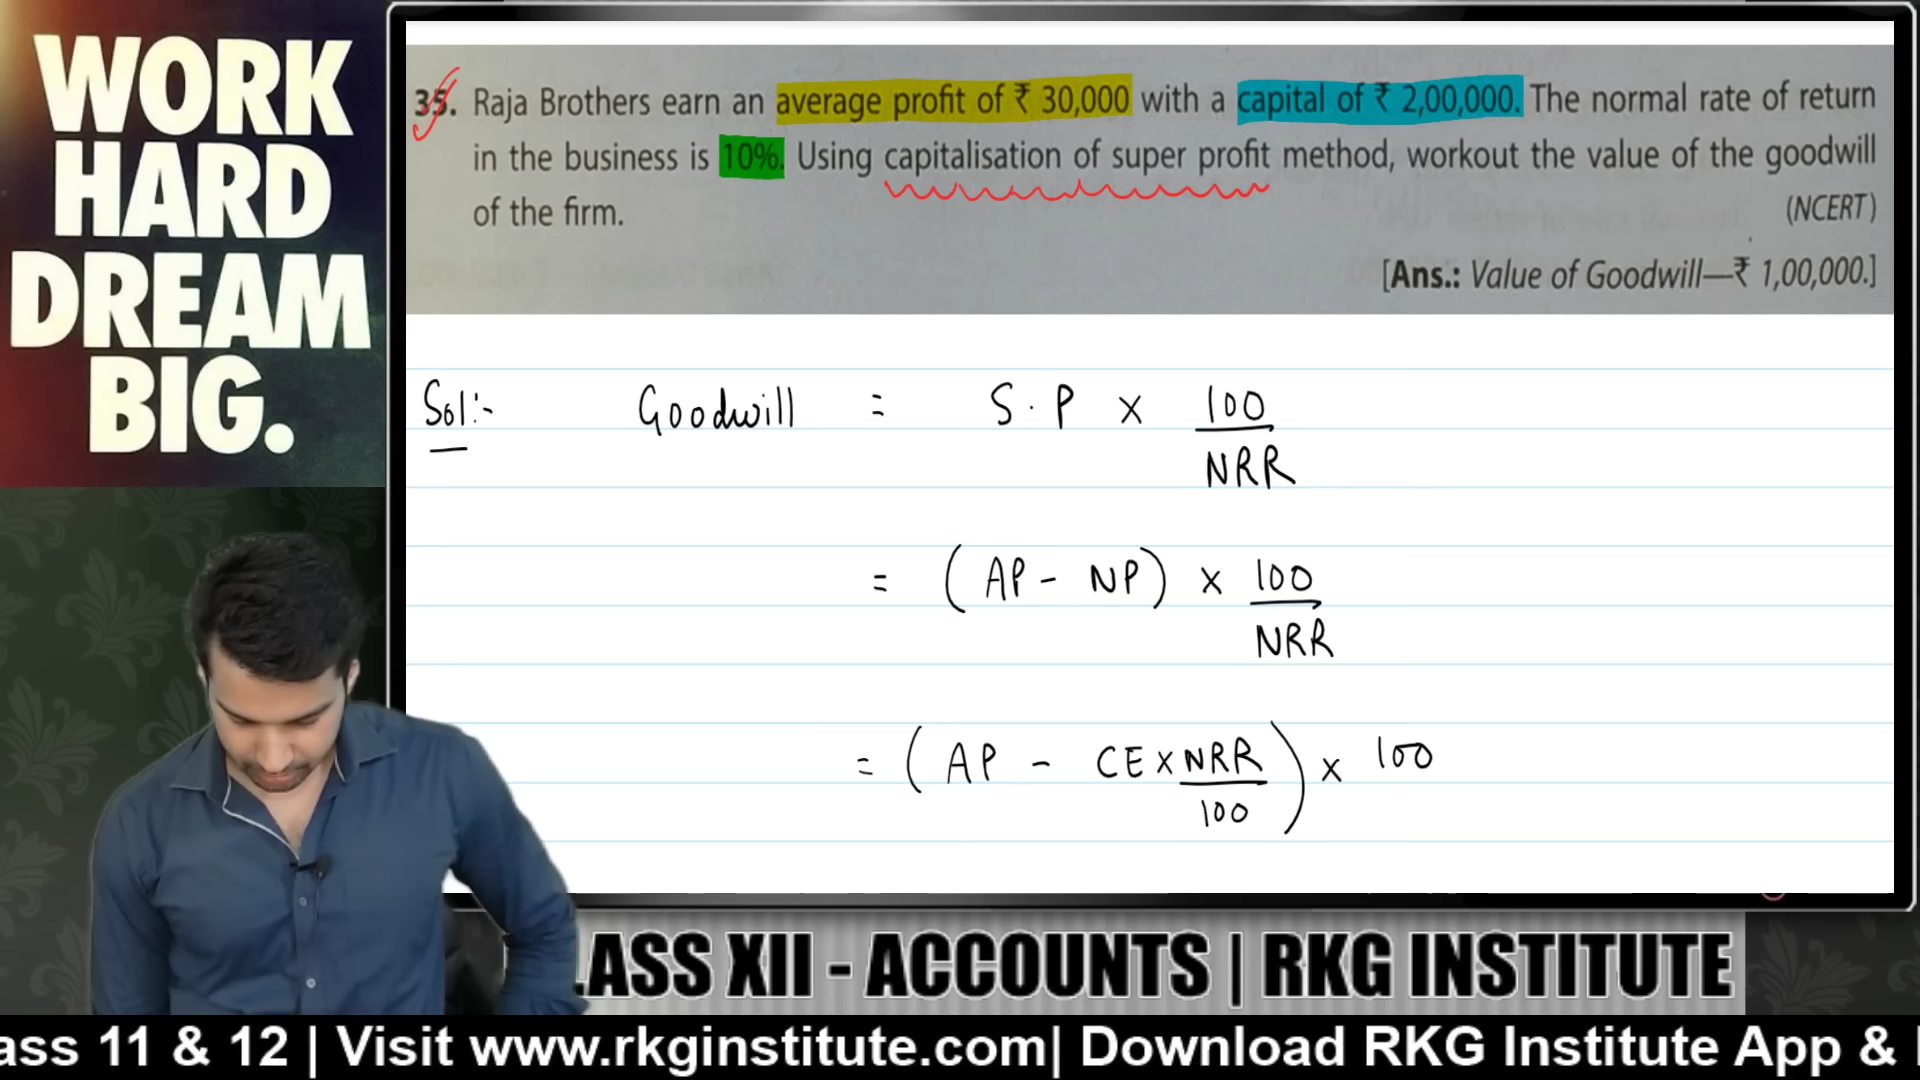 WORK
HARD
DREAM
BIG.
35. Raja Brothers earn an average profit of ₹ 30,000 with a capital of ₹ 2,00,000. The normal rate of return
in the business is 10%. Using capitalisation of super profit method, workout the value of the goodwill
of the firm. (NCERT)
[Ans.: Value of Goodwill—₹ 1,00,000.]
Sol:- Goodwill = S.P × 100
NRR
= (AP - NP) × 100
NRR
= (AP - CE × NRR) × 100
100
LASS XII - ACCOUNTS | RKG INSTITUTE
ass 11 & 12 | Visit www.rkginstitute.com| Download RKG Institute App &